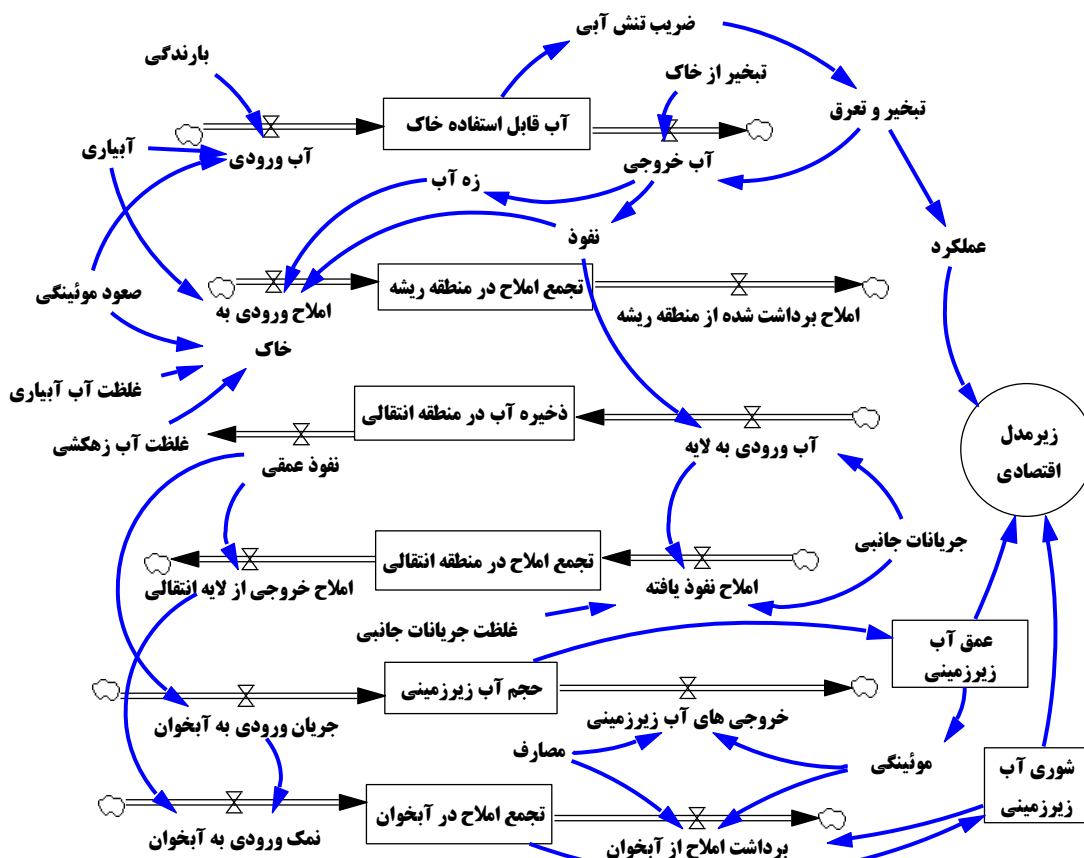 ضریب تنش آبی
بارندگی
تبخیر از خاک
تبخیر و تعرق
آب قابل استفاده خاک
آبیاری
آب ورودی
آب خروجی
زه آب
نفوذ
عملکرد
صعود موئینگی
تجمع املاح در منطقه ریشه
املاح ورودی به
خاک
املاح برداشت شده از منطقه ریشه
غلظت آب آبیاری
ذخیره آب در منطقه انتقالی
غلظت آب زهکشی
نفوذ عمقی
آب ورودی به لایه
زیرمدل
اقتصادی
جریانات جانبی
تجمع املاح در منطقه انتقالی
املاح خروجی از لایه انتقالی
املاح نفوذ یافته
غلظت جریانات جانبی
عمق آب
زیرزمینی
حجم آب زیرزمینی
جریان ورودی به آبخوان
خروجی های آب زیرزمینی
مصارف
موئینگی
شوری آب
زیرزمینی
تجمع املاح در آبخوان
نمک ورودی به آبخوان
برداشت املاح از آبخوان